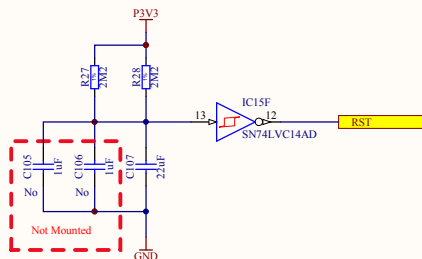 P3V3
R27
1%
2M2
R28
1%
2M2
IC15F
13
12
RST
SN74LVC14AD
C105
1uF
No
C106
1uF
No
C107
22uF
Not Mounted
GND